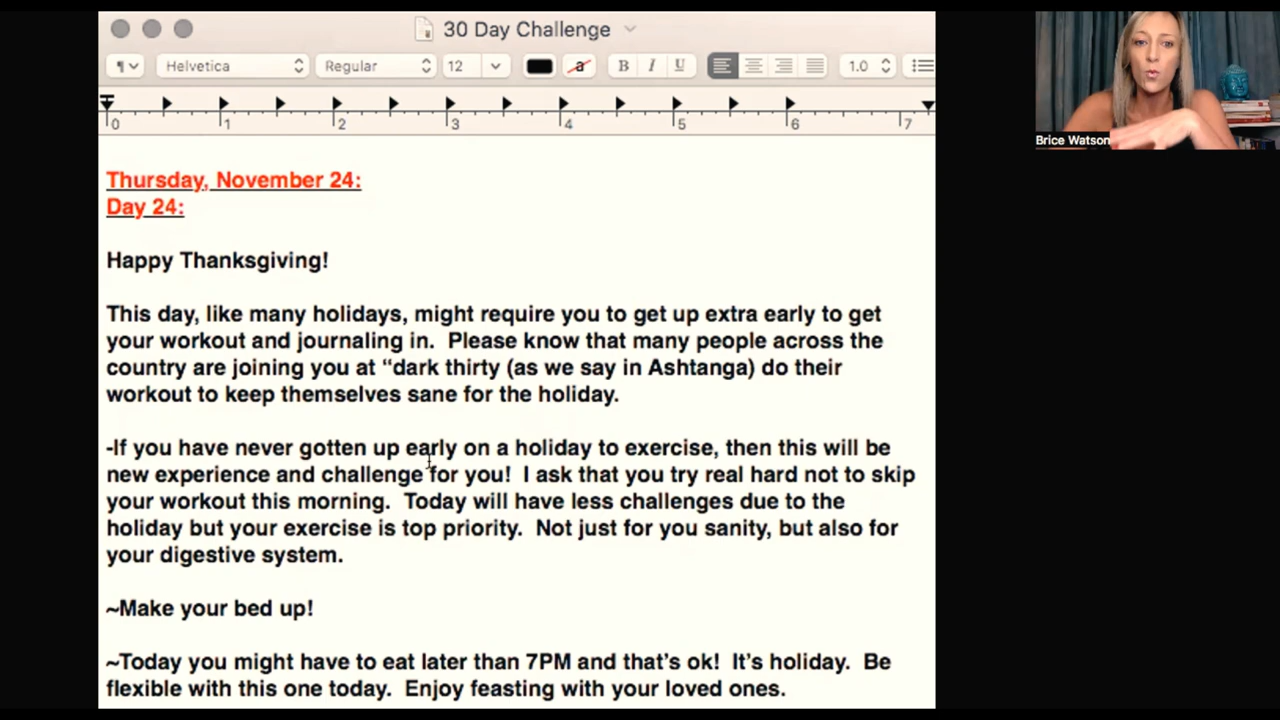 30 Day Challenge
Helvetica Regular 12 a B I U 1.0
0 1 2 3 4 5 6 7
Brice Watson
Thursday, November 24:
Day 24:
Happy Thanksgiving!
This day, like many holidays, might require you to get up extra early to get
your workout and journaling in.  Please know that many people across the
country are joining you at “dark thirty (as we say in Ashtanga) do their
workout to keep themselves sane for the holiday.
-If you have never gotten up early on a holiday to exercise, then this will be
new experience and challenge for you!  I ask that you try real hard not to skip
your workout this morning.  Today will have less challenges due to the
holiday but your exercise is top priority.  Not just for you sanity, but also for
your digestive system.
~Make your bed up!
~Today you might have to eat later than 7PM and that's ok!  It's holiday.  Be
flexible with this one today.  Enjoy feasting with your loved ones.